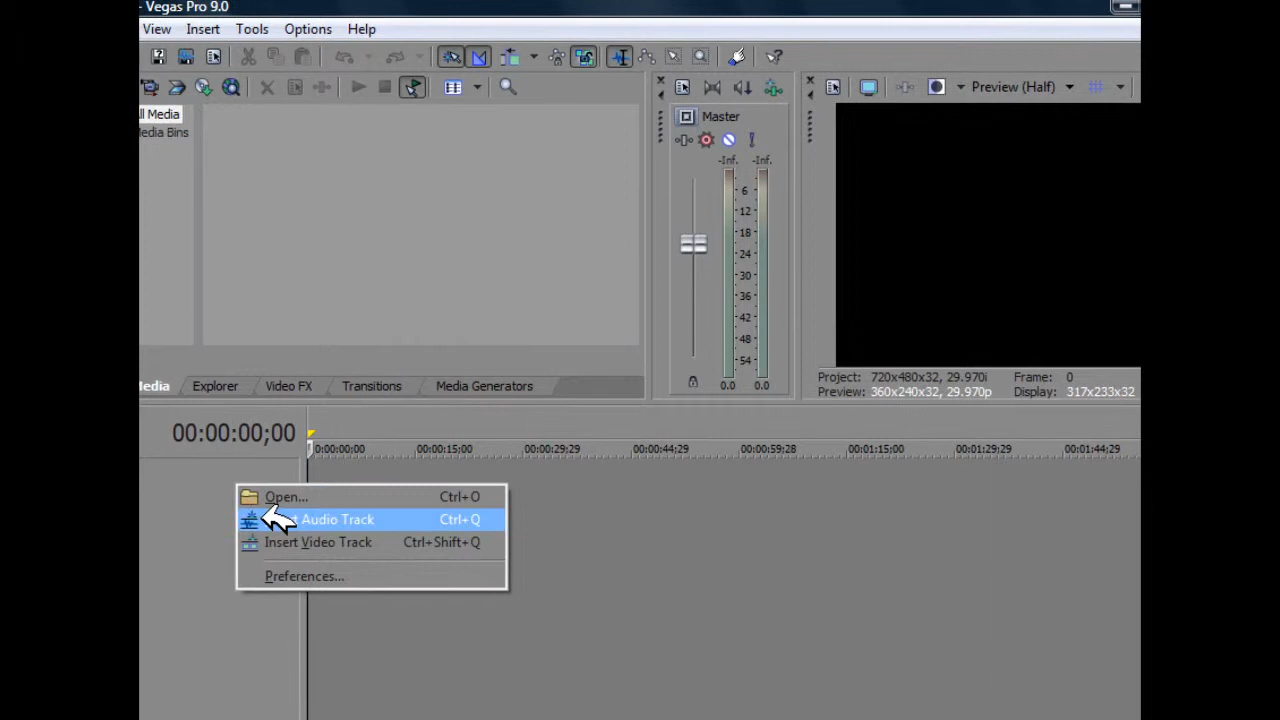 - Vegas Pro 9.0
View Insert Tools Options Help
Preview (Half)
ll Media
edia Bins
Master
-Inf. -Inf.
6
12
18
24
30
36
42
48
54
0.0 0.0
Media Explorer Video FX Transitions Media Generators
Project: 720x480x32, 29.970i Frame: 0
Preview: 360x240x32, 29.970p Display: 317x233x32
00:00:00;00
0:00:00;00 00:00:15;00 00:00:29;29 00:00:44;29 00:00:59;28 00:01:15;00 00:01:29;29 00:01:44;29
Open... Ctrl+O
Audio Track Ctrl+Q
Insert Video Track Ctrl+Shift+Q
Preferences...